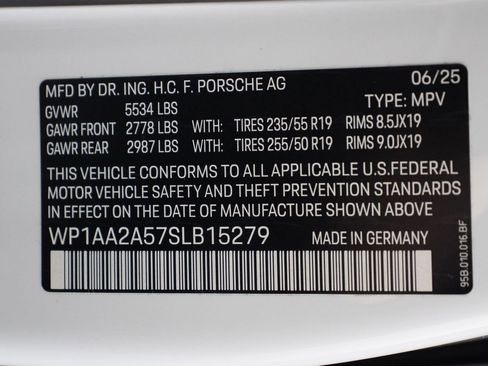 MFD BY DR. ING. H.C. F. PORSCHE AG 06/25
GVWR 5534 LBS TYPE: MPV
GAWR FRONT 2778 LBS WITH: TIRES 235/55 R19 RIMS 8.5JX19
GAWR REAR 2987 LBS WITH: TIRES 255/50 R19 RIMS 9.0JX19
THIS VEHICLE CONFORMS TO ALL APPLICABLE U.S.FEDERAL
MOTOR VEHICLE SAFETY AND THEFT PREVENTION
STANDARDS IN EFFECT ON THE DATE OF MANUFACTURE SHOWN ABOVE
WP1AA2A57SLB15279 MADE IN GERMANY
95B.010.016.BF